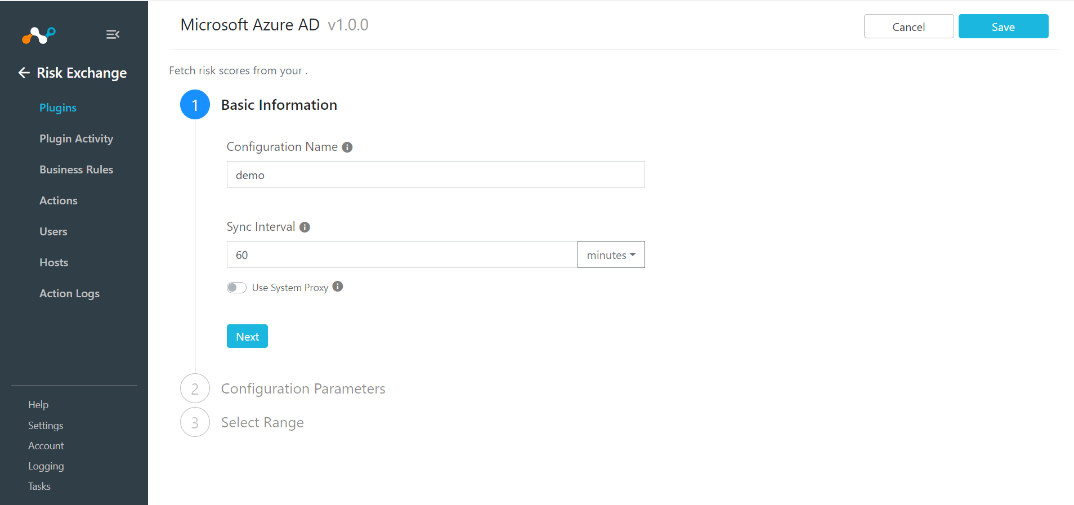 Microsoft Azure AD v1.0.0
Cancel
Save
Risk Exchange
Plugins
Plugin Activity
Business Rules
Actions
Users
Hosts
Action Logs
Help
Settings
Account
Logging
Tasks
Fetch risk scores from your .
1 Basic Information
Configuration Name
demo
Sync Interval
60
minutes
Use System Proxy
Next
2 Configuration Parameters
3 Select Range